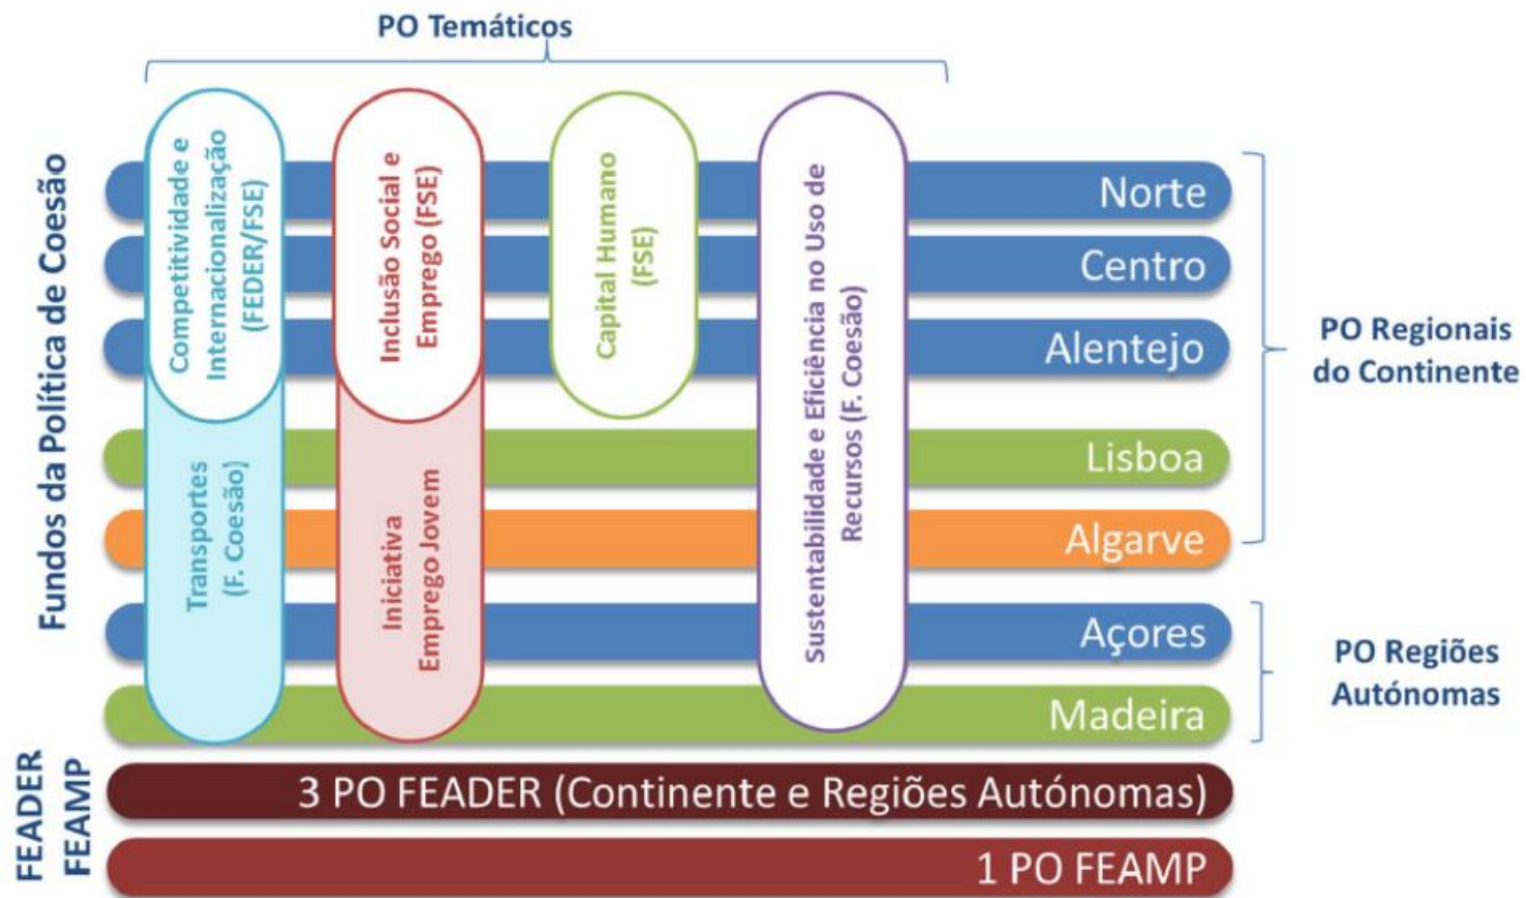 PO Temáticos
Fundos da Política de Coesão
Competitividade e
Internacionalização
(FEDER/FSE)
Transportes
(F. Coesão)
Inclusão Social e
Emprego (FSE)
Iniciativa
Emprego Jovem
Capital Humano
(FSE)
Sustentabilidade e Eficiência no Uso de
Recursos (F. Coesão)
Norte
Centro
Alentejo
Lisboa
Algarve
Açores
Madeira
PO Regionais
do Continente
PO Regiões
Autónomas
FEADER
FEAMP
3 PO FEADER (Continente e Regiões Autónomas)
1 PO FEAMP